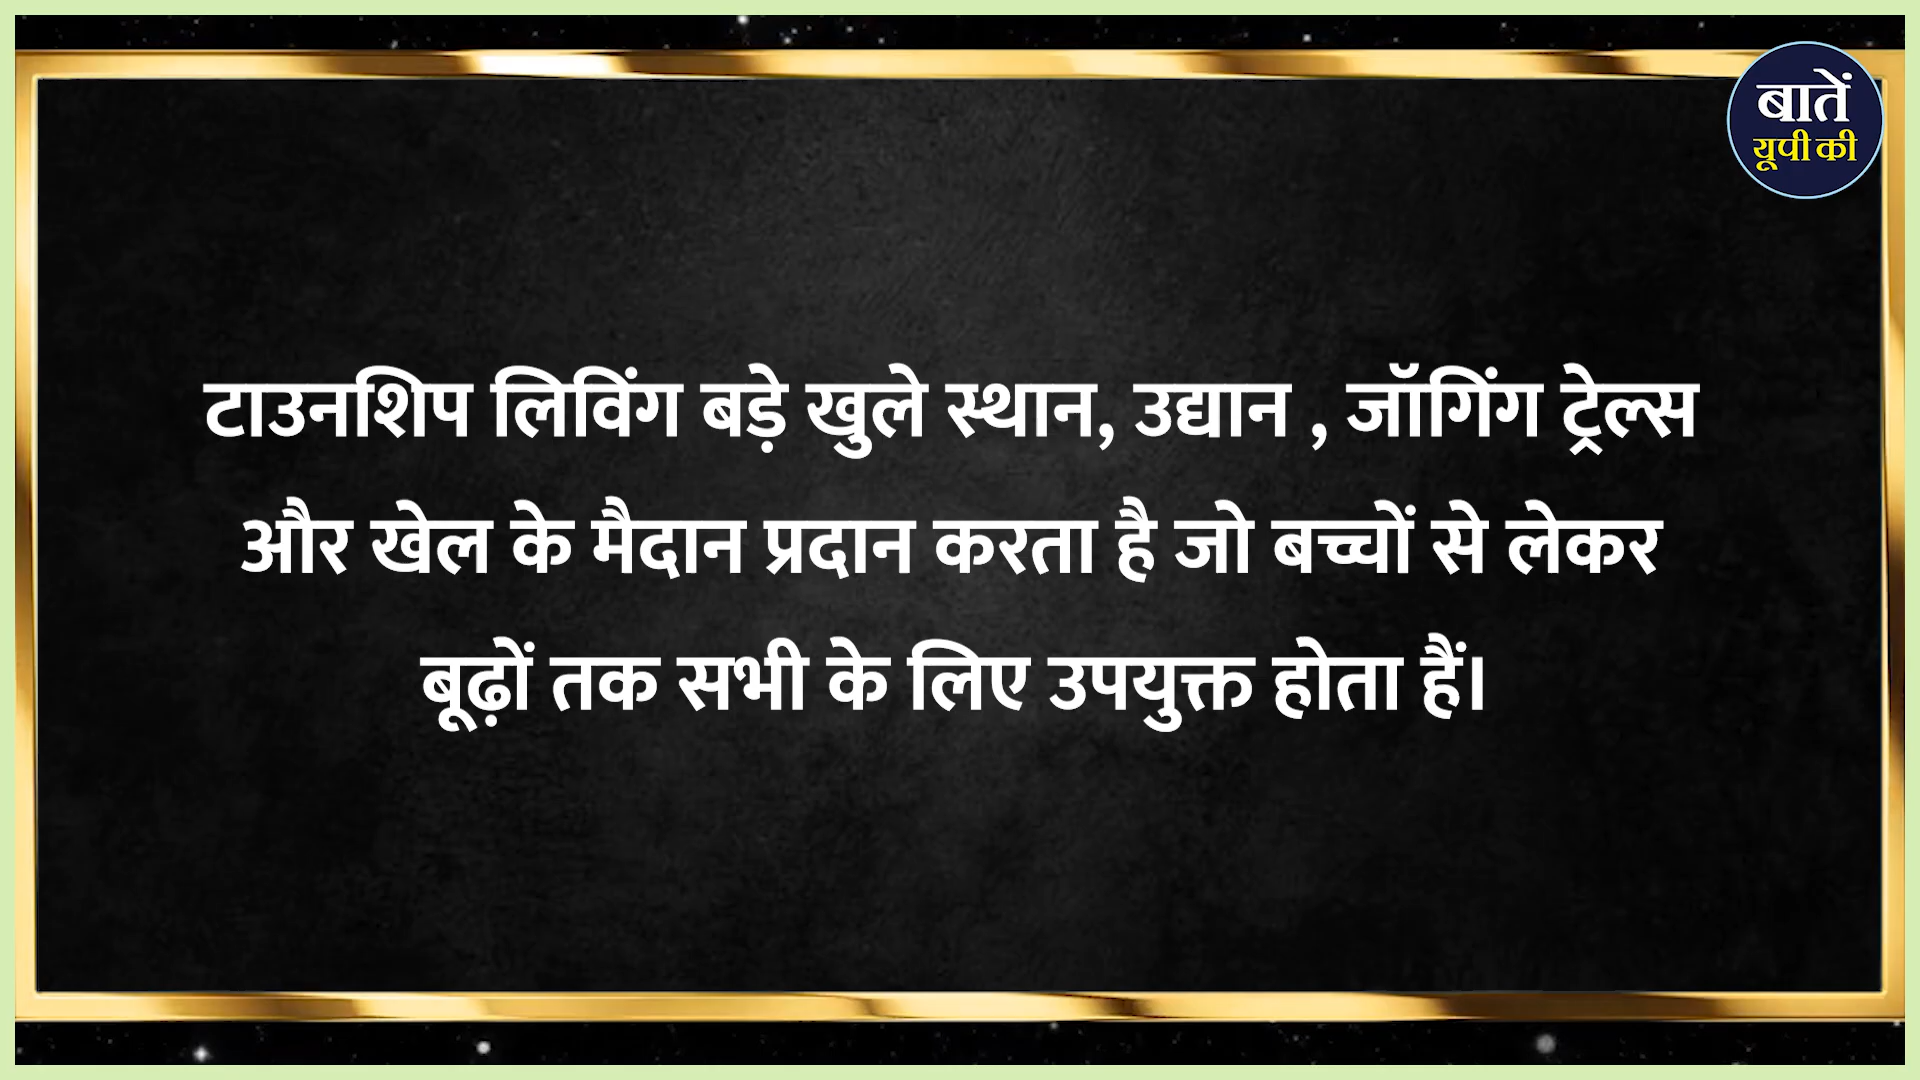 बातें
यूपी की
टाउनशिप लिविंग बड़े खुले स्थान, उद्यान , जॉगिंग ट्रेल्स
और खेल के मैदान प्रदान करता है जो बच्चों से लेकर
बूढ़ों तक सभी के लिए उपयुक्त होता हैं।